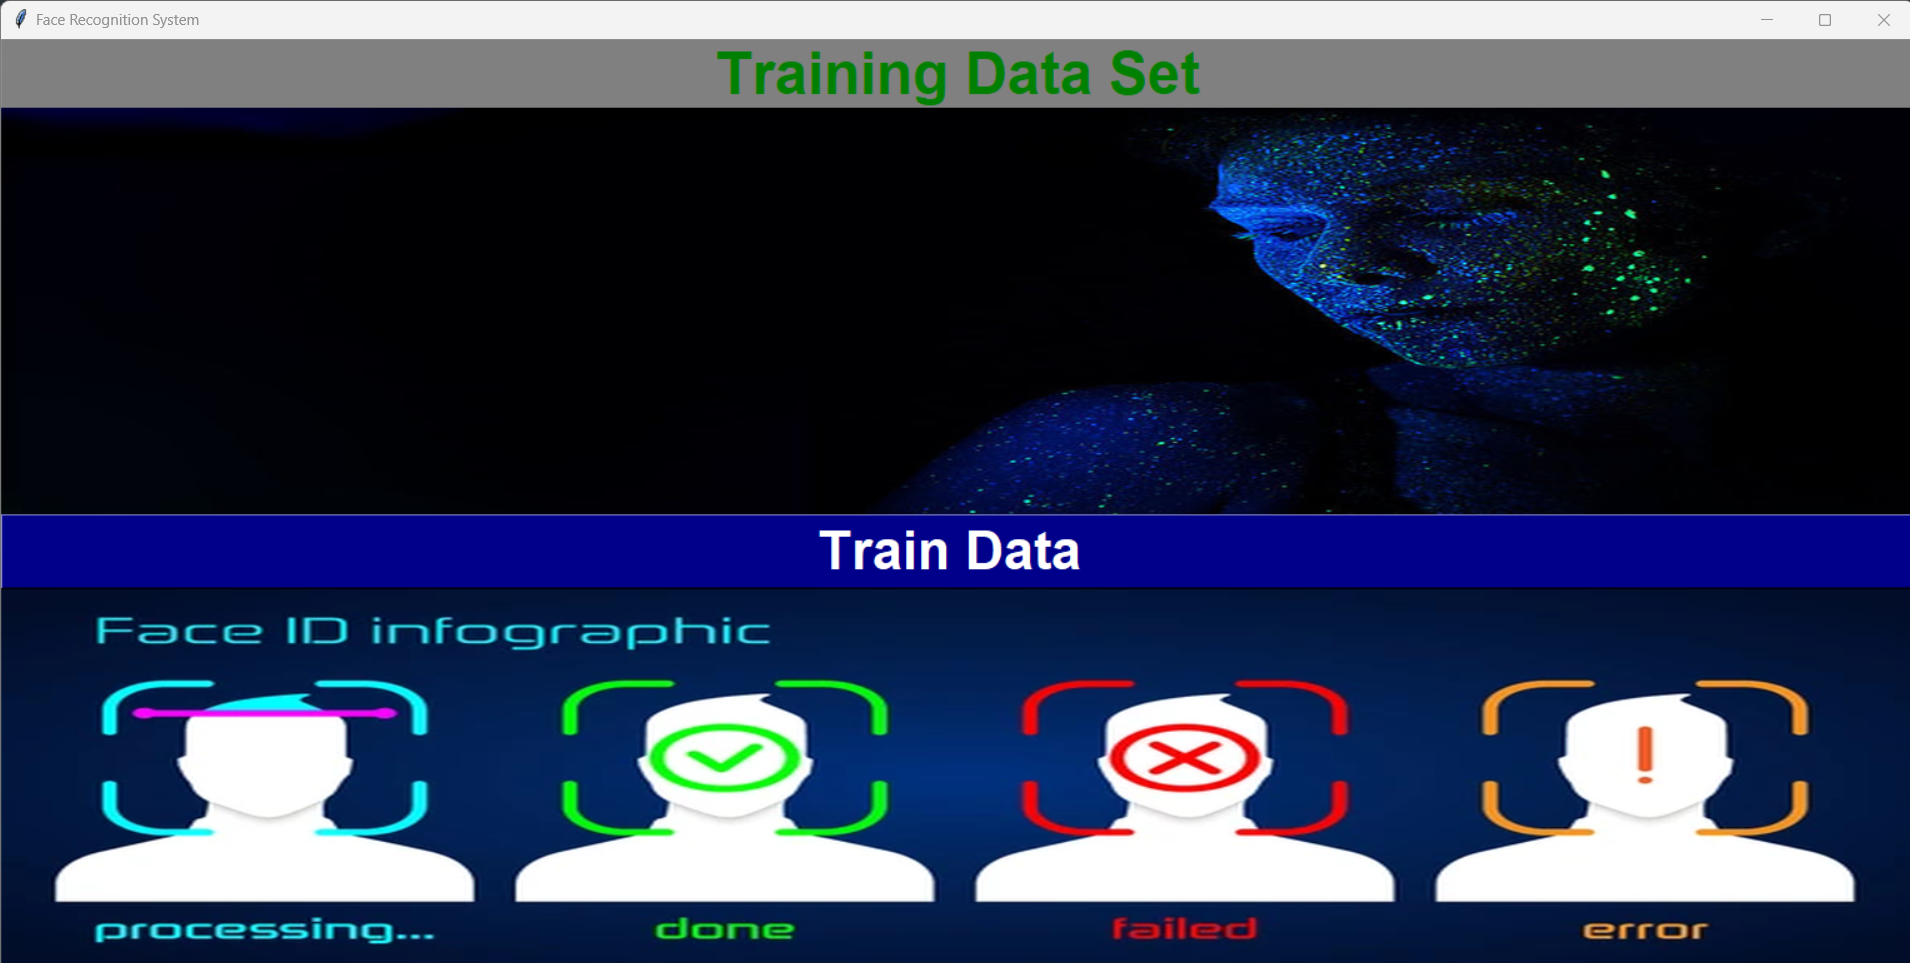 Face Recognition System
Training Data Set
Train Data
Face ID infographic
processing...
done
failed
error